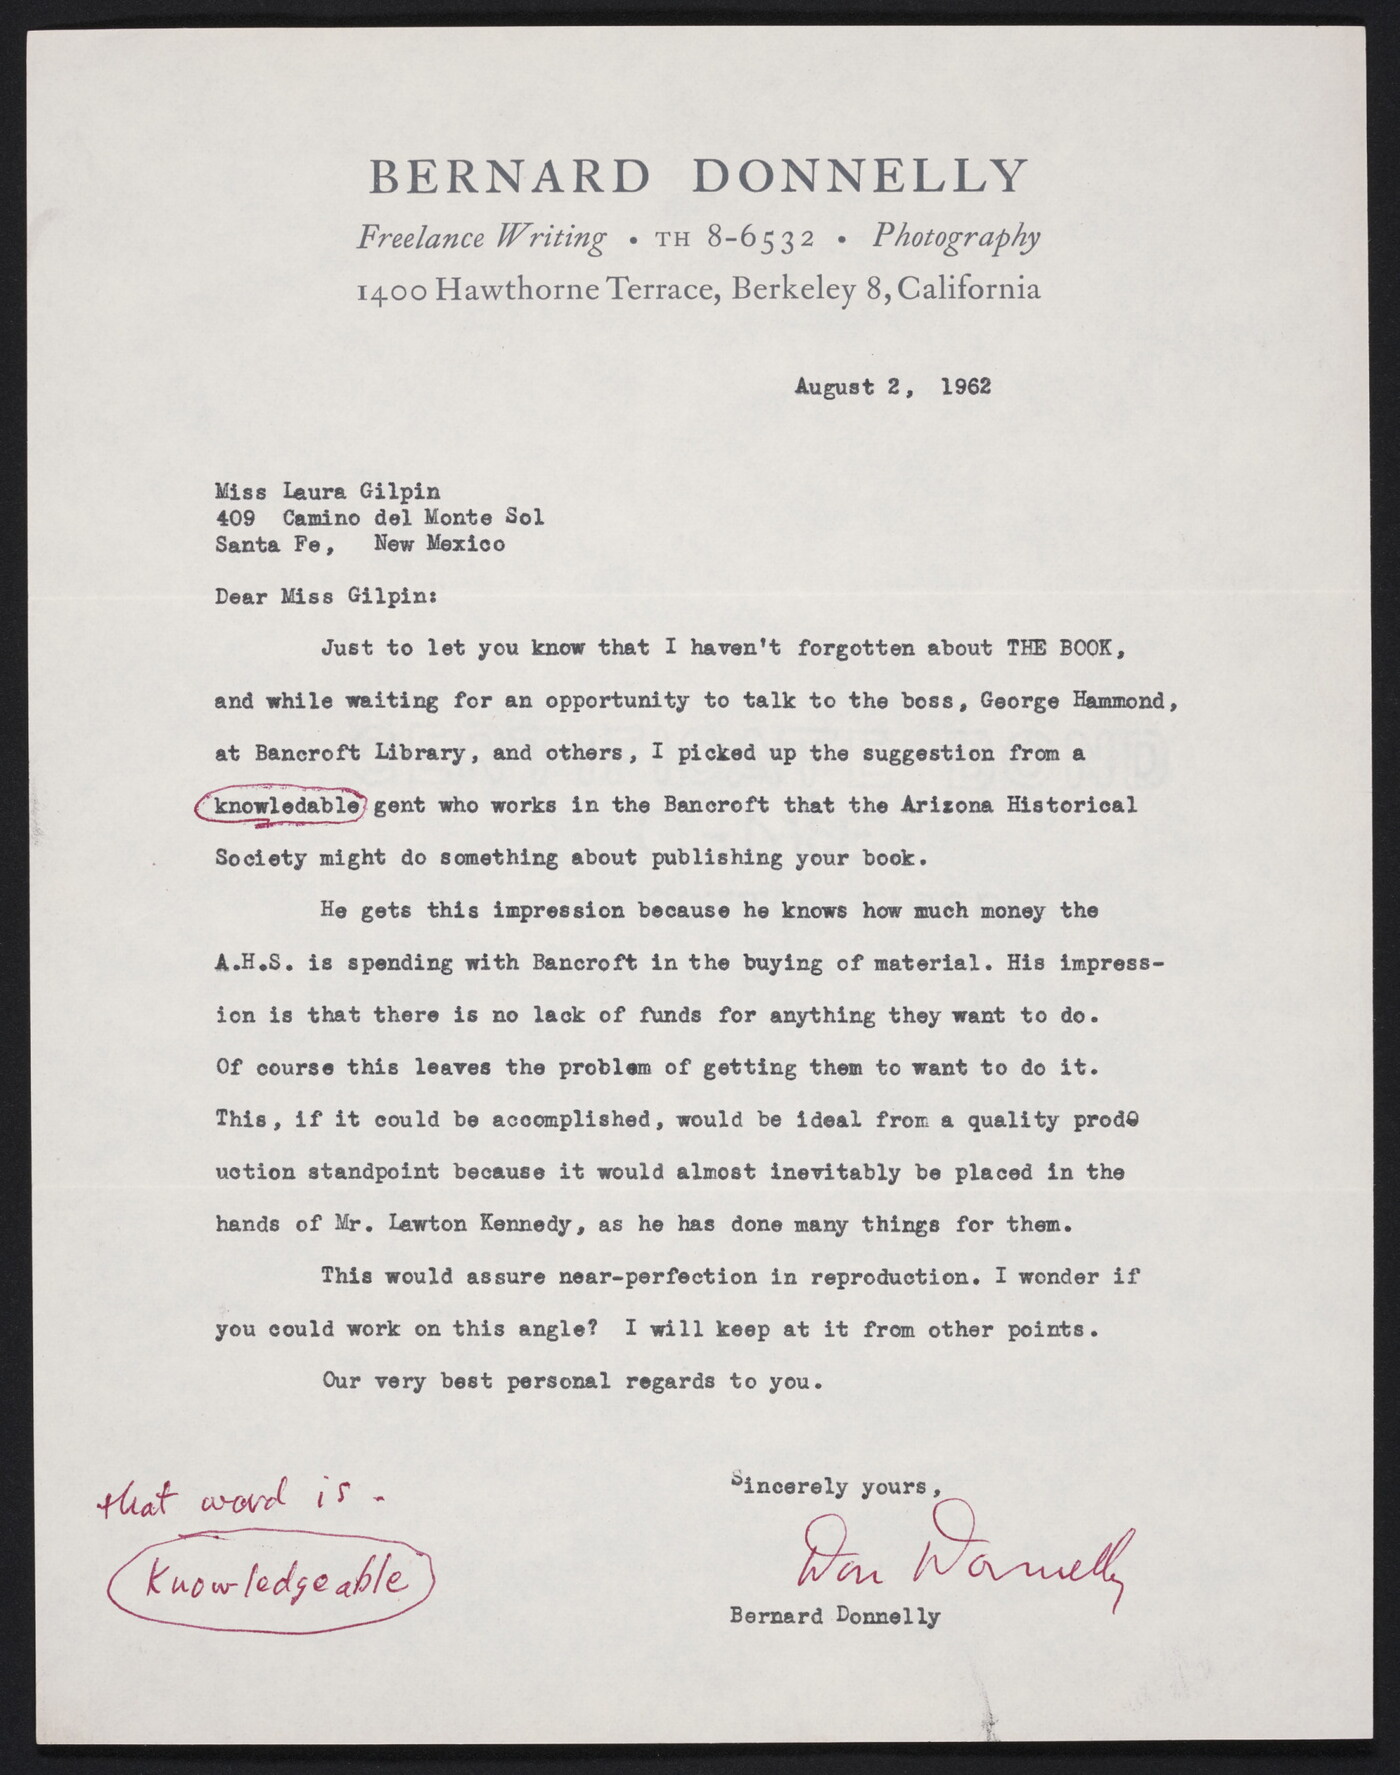 BERNARD DONNELLY
Freelance Writing • TH 8-6532 • Photography
1400 Hawthorne Terrace, Berkeley 8, California
August 2, 1962
Miss Laura Gilpin
409 Camino del Monte Sol
Santa Fe, New Mexico
Dear Miss Gilpin:
Just to let you know that I haven't forgotten about THE BOOK,
and while waiting for an opportunity to talk to the boss, George Hammond,
at Bancroft Library, and others, I picked up the suggestion from a
knowledable gent who works in the Bancroft that the Arizona Historical
Society might do something about publishing your book.
He gets this impression because he knows how much money the
A.H.S. is spending with Bancroft in the buying of material. His impress-
ion is that there is no lack of funds for anything they want to do.
Of course this leaves the problem of getting them to want to do it.
This, if it could be accomplished, would be ideal from a quality prod
uction standpoint because it would almost inevitably be placed in the
hands of Mr. Lawton Kennedy, as he has done many things for them.
This would assure near-perfection in reproduction. I wonder if
you could work on this angle? I will keep at it from other points.
Our very best personal regards to you.
Sincerely yours,
Don Donnelly
Bernard Donnelly
that word is -
Knowledgeable